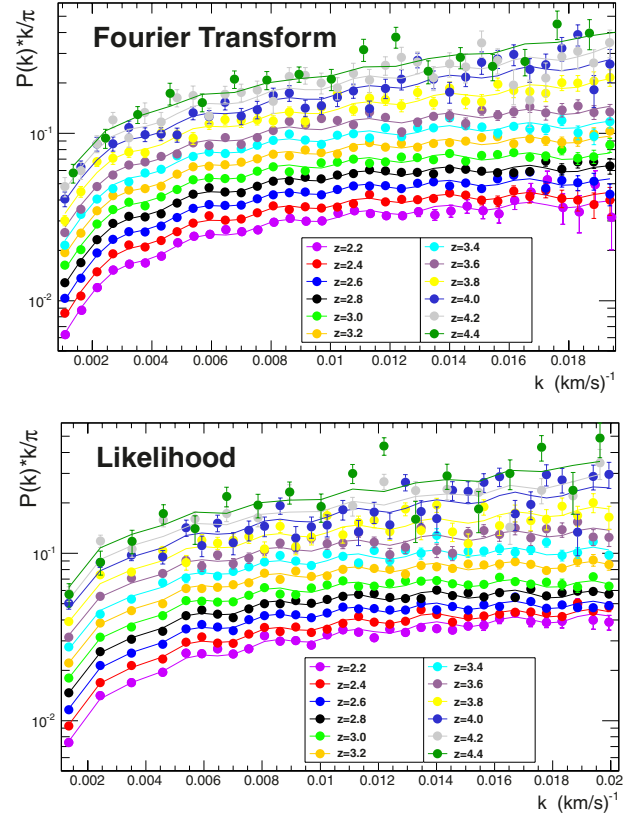 Fourier Transform
P(k)*k/π
10⁻¹
10⁻²
z=2.2 z=3.4
z=2.4 z=3.6
z=2.6 z=3.8
z=2.8 z=4.0
z=3.0 z=4.2
z=3.2 z=4.4
0.002 0.004 0.006 0.008 0.01 0.012 0.014 0.016 0.018
k (km/s)⁻¹
Likelihood
P(k)*k/π
10⁻¹
10⁻²
z=2.2 z=3.4
z=2.4 z=3.6
z=2.6 z=3.8
z=2.8 z=4.0
z=3.0 z=4.2
z=3.2 z=4.4
0.002 0.004 0.006 0.008 0.01 0.012 0.014 0.016 0.018 0.02
k (km/s)⁻¹